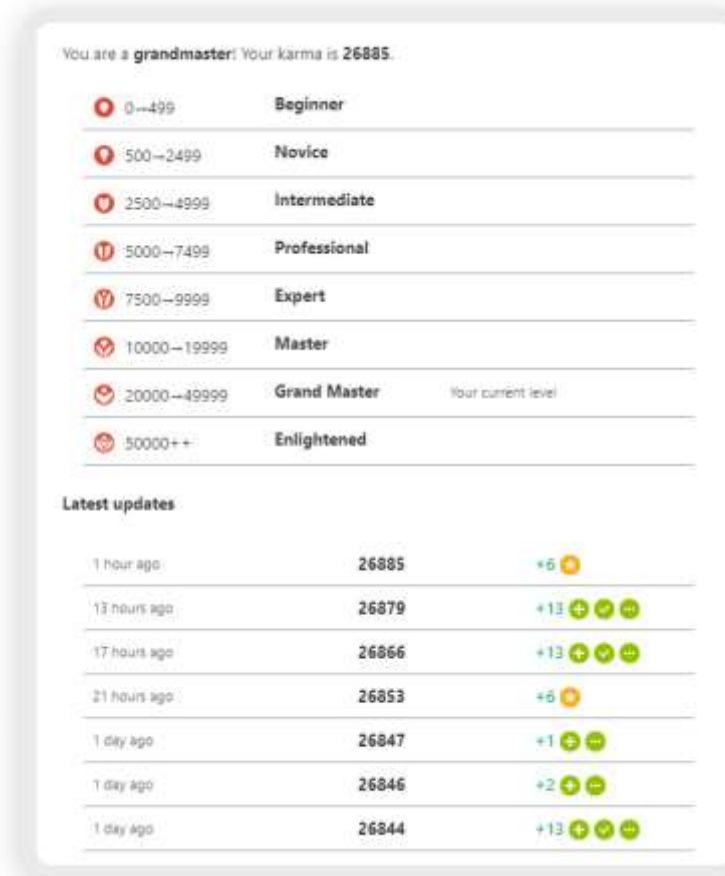 You are a grandmaster! Your karma is 26885.
0→499 Beginner
500→2499 Novice
2500→4999 Intermediate
5000→7499 Professional
7500→9999 Expert
10000→19999 Master
20000→49999 Grand Master Your current level
50000++ Enlightened
Latest updates
1 hour ago 26885 +6
13 hours ago 26879 +13
17 hours ago 26866 +13
21 hours ago 26853 +6
1 day ago 26847 +1
1 day ago 26846 +2
1 day ago 26844 +13